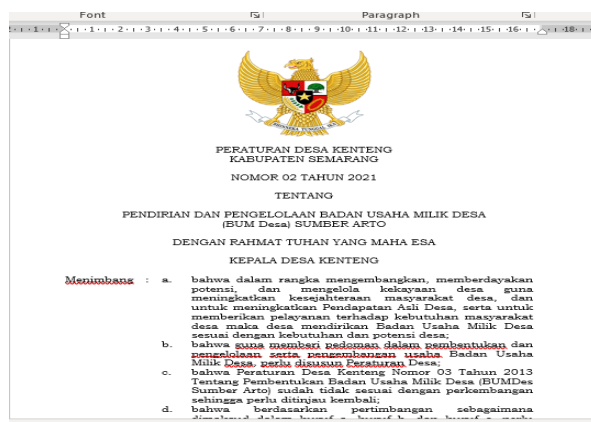 Font Paragraph
PERATURAN DESA KENTENG
KABUPATEN SEMARANG
NOMOR 02 TAHUN 2021
TENTANG
PENDIRIAN DAN PENGELOLAAN BADAN USAHA MILIK DESA
(BUM Desa) SUMBER ARTO
DENGAN RAHMAT TUHAN YANG MAHA ESA
KEPALA DESA KENTENG
Menimbang : a. bahwa dalam rangka mengembangkan, memberdayakan
potensi, dan mengelola kekayaan desa guna
meningkatkan kesejahteraan masyarakat desa, dan
untuk meningkatkan Pendapatan Asli Desa, serta untuk
memberikan pelayanan terhadap kebutuhan masyarakat
desa maka desa mendirikan Badan Usaha Milik Desa
sesuai dengan kebutuhan dan potensi desa;
b. bahwa guna memberi pedoman dalam pembentukan dan
pengelolaan serta pengembangan usaha Badan Usaha
Milik Desa, perlu disusun Peraturan Desa;
c. bahwa Peraturan Desa Kenteng Nomor 03 Tahun 2013
Tentang Pembentukan Badan Usaha Milik Desa (BUMDes
Sumber Arto) sudah tidak sesuai dengan perkembangan
sehingga perlu ditinjau kembali;
d. bahwa berdasarkan pertimbangan sebagaimana